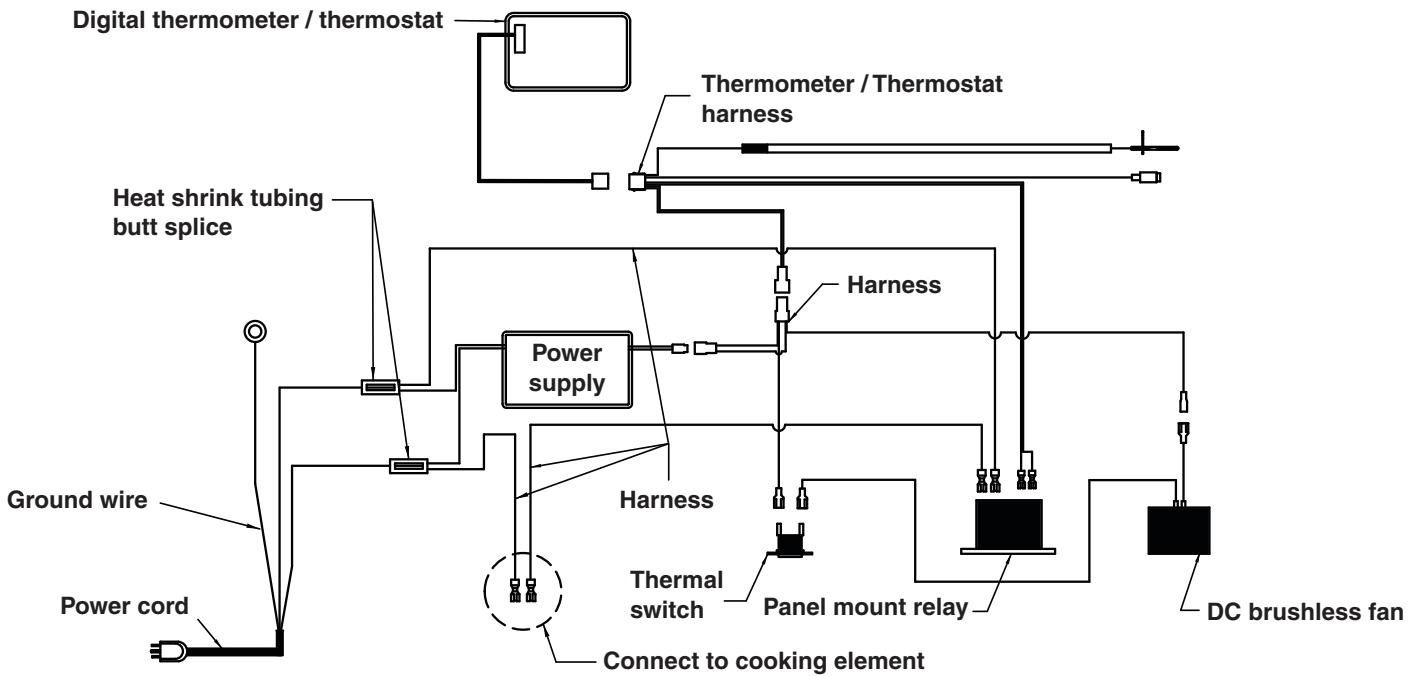 Digital thermometer / thermostat
Thermometer / Thermostat
harness
Heat shrink tubing
butt splice
Harness
Power
supply
Ground wire
Harness
Thermal
switch
Panel mount relay
Power cord
DC brushless fan
Connect to cooking element